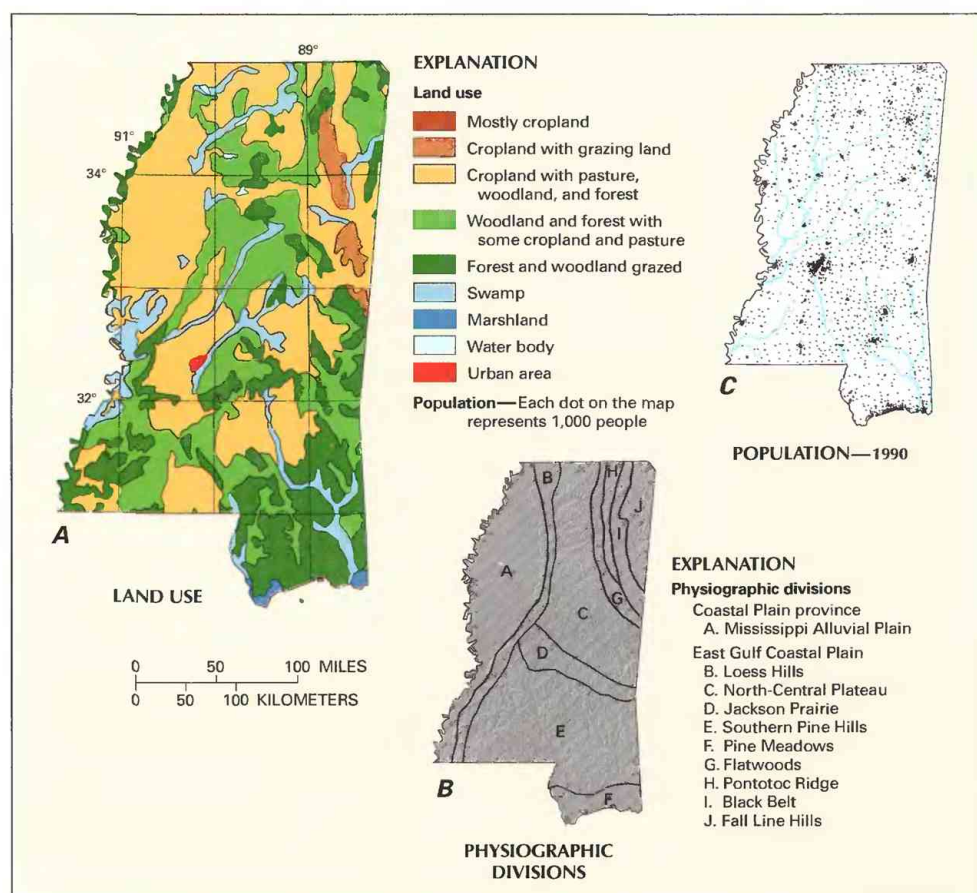 89°
91°
34°
32°
A
LAND USE
0 50 100 MILES
0 50 100 KILOMETERS
EXPLANATION
Land use
Mostly cropland
Cropland with grazing land
Cropland with pasture,
woodland, and forest
Woodland and forest with
some cropland and pasture
Forest and woodland grazed
Swamp
Marshland
Water body
Urban area
Population—Each dot on the map
represents 1,000 people
C
POPULATION—1990
B
H
J
I
A
G
C
D
E
F
B
PHYSIOGRAPHIC
DIVISIONS
EXPLANATION
Physiographic divisions
Coastal Plain province
A. Mississippi Alluvial Plain
East Gulf Coastal Plain
B. Loess Hills
C. North-Central Plateau
D. Jackson Prairie
E. Southern Pine Hills
F. Pine Meadows
G. Flatwoods
H. Pontotoc Ridge
I. Black Belt
J. Fall Line Hills